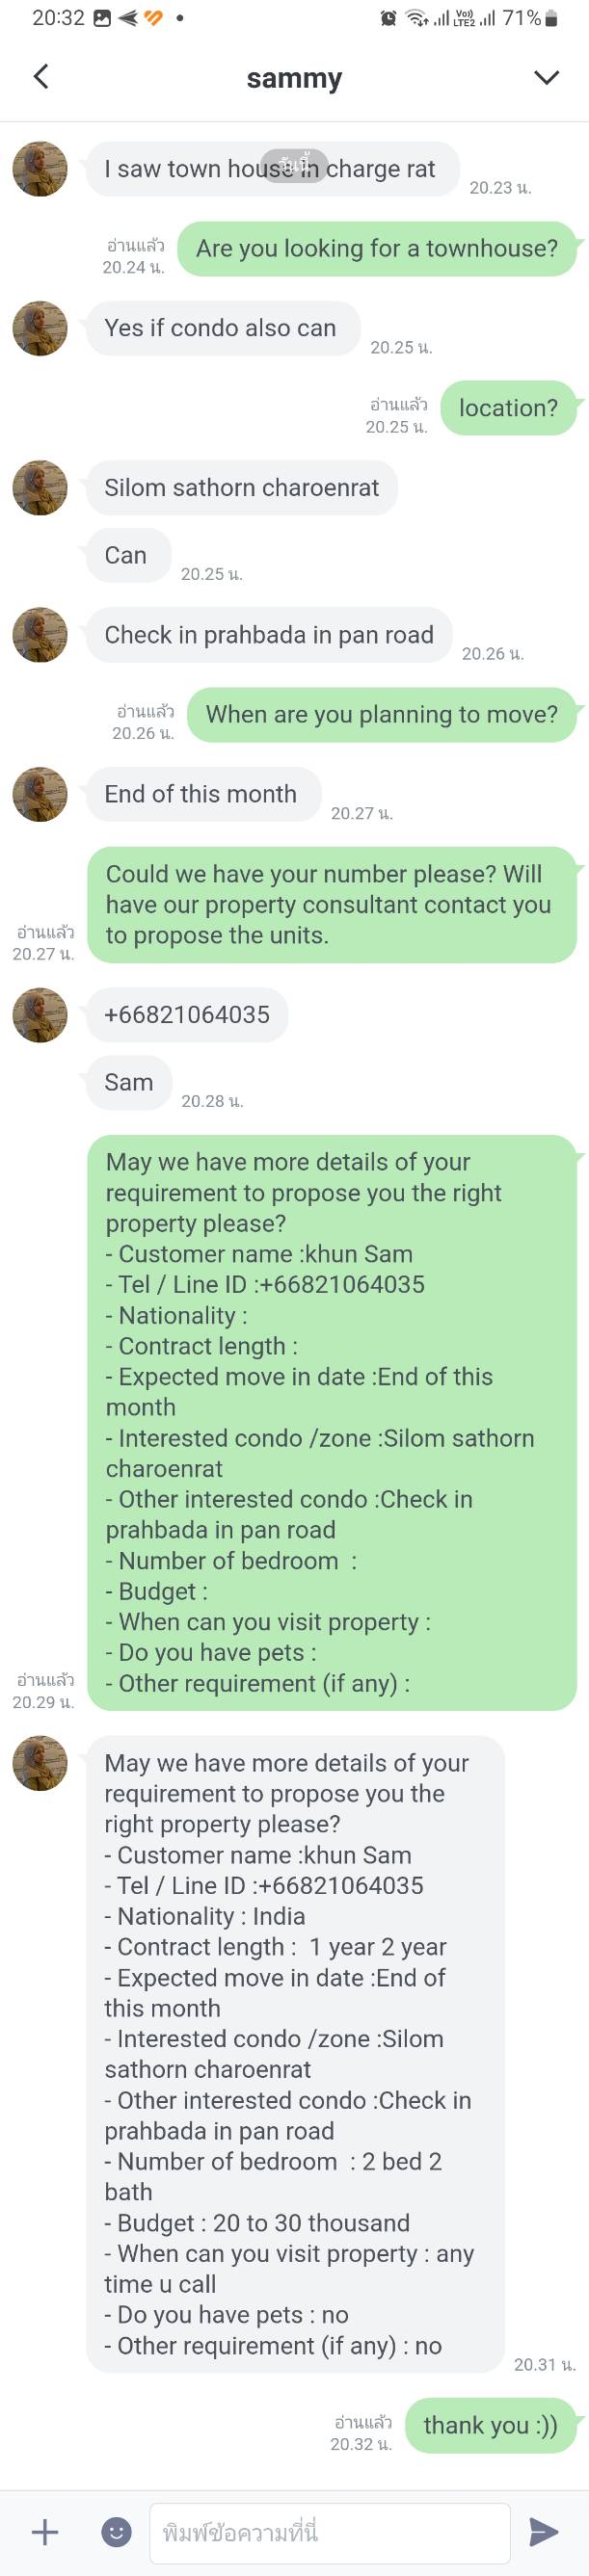 20:32
Vo))
LTE2
71%
sammy
วันนี้
I saw town house in charge rat
20.23 น.
อ่านแล้ว
20.24 น.
Are you looking for a townhouse?
Yes if condo also can
20.25 น.
อ่านแล้ว
20.25 น.
location?
Silom sathorn charoenrat
Can
20.25 น.
Check in prahbada in pan road
20.26 น.
อ่านแล้ว
20.26 น.
When are you planning to move?
End of this month
20.27 น.
Could we have your number please? Will
have our property consultant contact you
to propose the units.
อ่านแล้ว
20.27 น.
+66821064035
Sam
20.28 น.
May we have more details of your
requirement to propose you the right
property please?
- Customer name :khun Sam
- Tel / Line ID :+66821064035
- Nationality :
- Contract length :
- Expected move in date :End of this
month
- Interested condo /zone :Silom sathorn
charoenrat
- Other interested condo :Check in
prahbada in pan road
- Number of bedroom  :
- Budget :
- When can you visit property :
- Do you have pets :
- Other requirement (if any) :
อ่านแล้ว
20.29 น.
May we have more details of your
requirement to propose you the
right property please?
- Customer name :khun Sam
- Tel / Line ID :+66821064035
- Nationality : India
- Contract length :  1 year 2 year
- Expected move in date :End of
this month
- Interested condo /zone :Silom
sathorn charoenrat
- Other interested condo :Check in
prahbada in pan road
- Number of bedroom  : 2 bed 2
bath
- Budget : 20 to 30 thousand
- When can you visit property : any
time u call
- Do you have pets : no
- Other requirement (if any) : no
20.31 น.
อ่านแล้ว
20.32 น.
thank you :))
พิมพ์ข้อความที่นี่